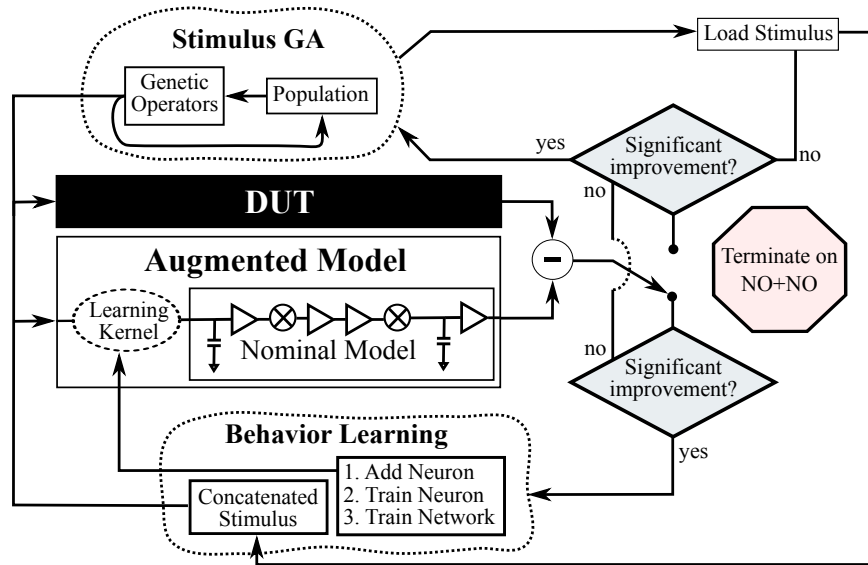 Stimulus GA
Load Stimulus
Genetic
Operators
Population
yes
Significant
improvement?
no
no
DUT
Terminate on
NO+NO
Augmented Model
Learning
Kernel
Nominal Model
no
Significant
improvement?
yes
Behavior Learning
Concatenated
Stimulus
1. Add Neuron
2. Train Neuron
3. Train Network